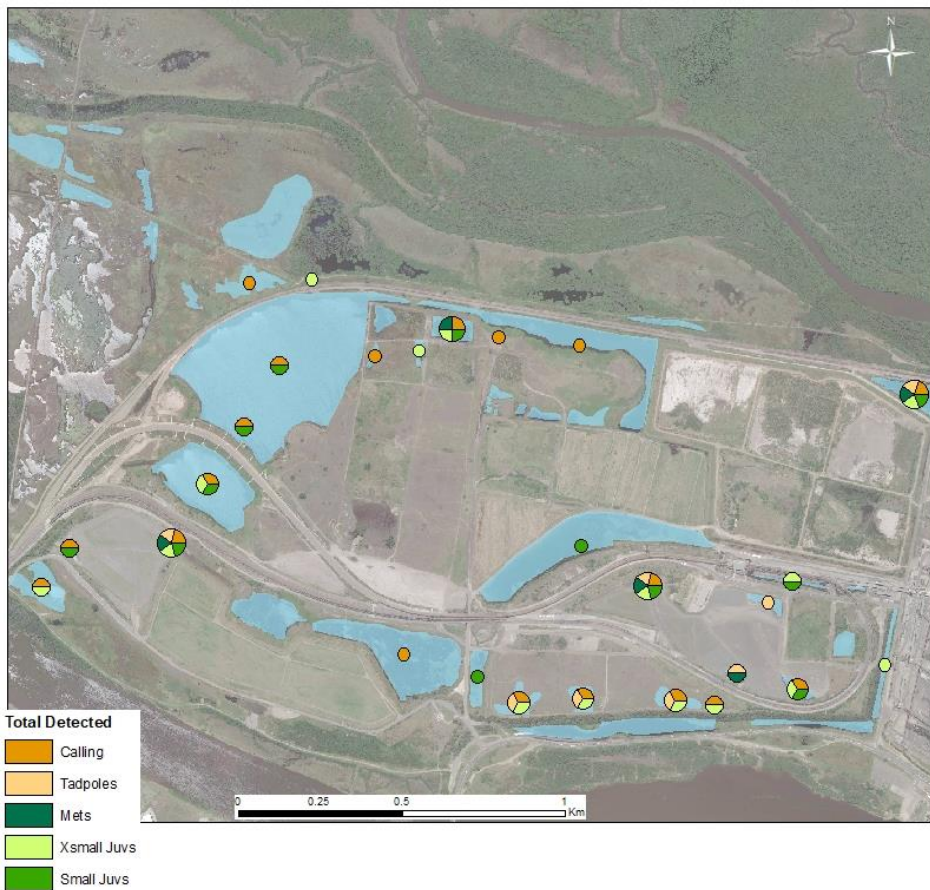 N
Total Detected
Calling
Tadpoles
Mets
Xsmall Juvs
Small Juvs
0 0.25 0.5 1
Km